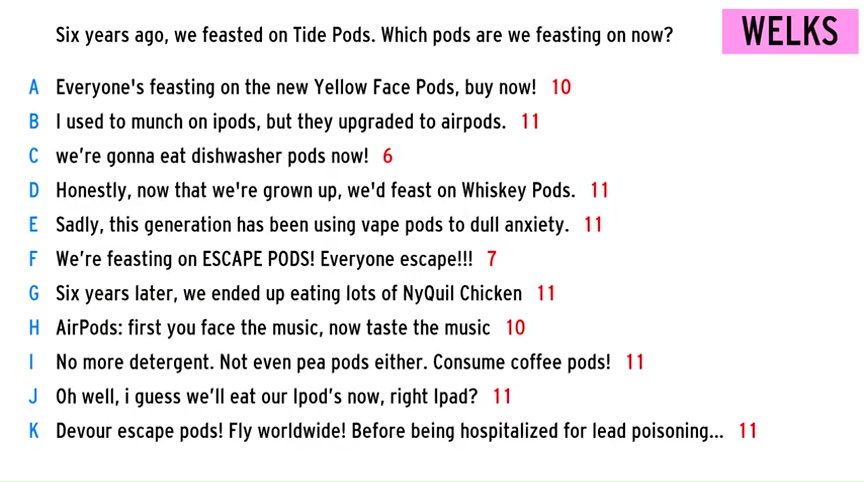 Six years ago, we feasted on Tide Pods. Which pods are we feasting on now?
WELKS
A Everyone's feasting on the new Yellow Face Pods, buy now! 10
B I used to munch on ipods, but they upgraded to airpods. 11
C we're gonna eat dishwasher pods now! 6
D Honestly, now that we're grown up, we'd feast on Whiskey Pods. 11
E Sadly, this generation has been using vape pods to dull anxiety. 11
F We're feasting on ESCAPE PODS! Everyone escape!!! 7
G Six years later, we ended up eating lots of NyQuil Chicken 11
H AirPods: first you face the music, now taste the music 10
I No more detergent. Not even pea pods either. Consume coffee pods! 11
J Oh well, i guess we'll eat our Ipod's now, right Ipad? 11
K Devour escape pods! Fly worldwide! Before being hospitalized for lead poisoning... 11